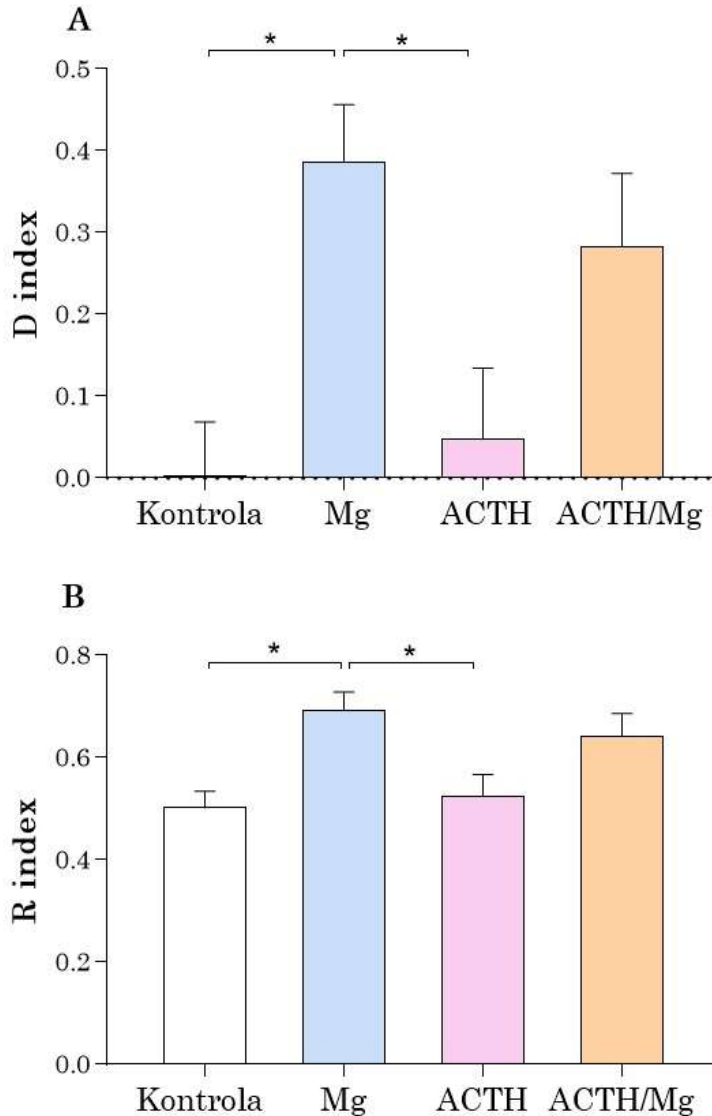 A
* *
0.5
0.4
0.3
0.2
0.1
0.0
D index
Kontrola Mg ACTH ACTH/Mg
B
* *
0.8
0.6
0.4
0.2
0.0
R index
Kontrola Mg ACTH ACTH/Mg